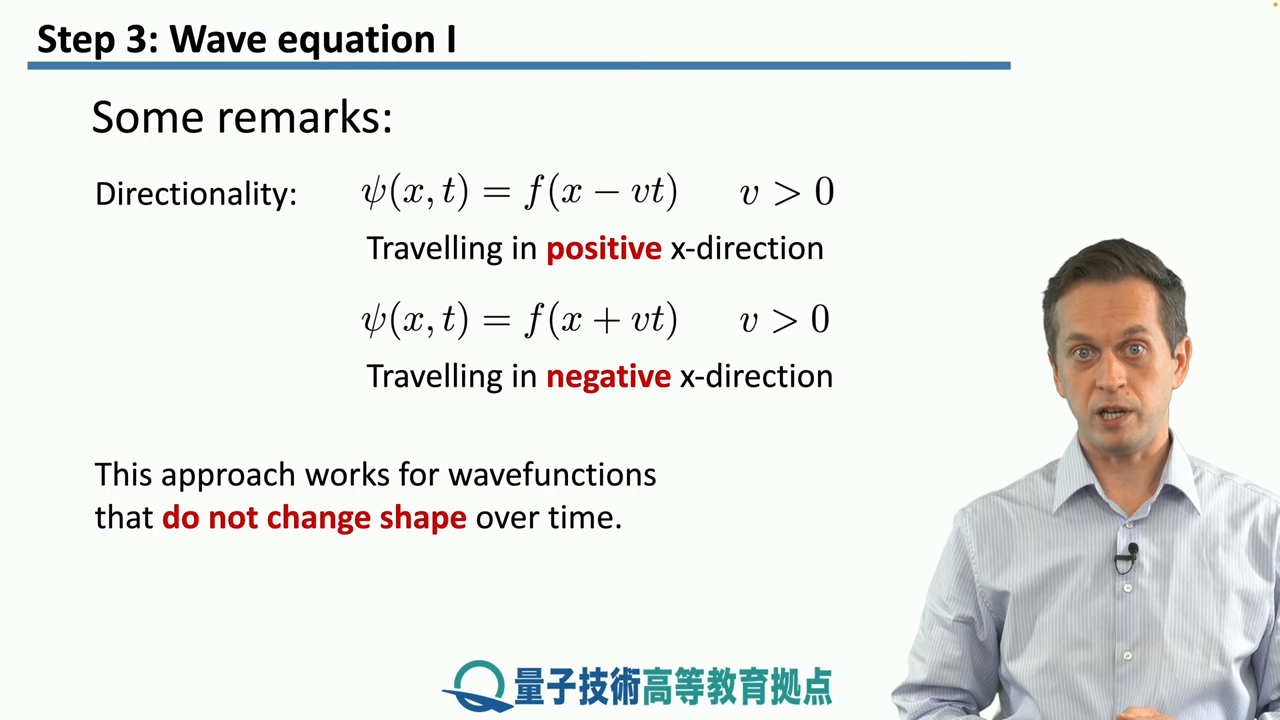 Step 3: Wave equation I
Some remarks:
Directionality: ψ(x, t) = f(x − vt) v > 0
Travelling in positive x-direction
ψ(x, t) = f(x + vt) v > 0
Travelling in negative x-direction
This approach works for wavefunctions
that do not change shape over time.
量子技術高等教育拠点